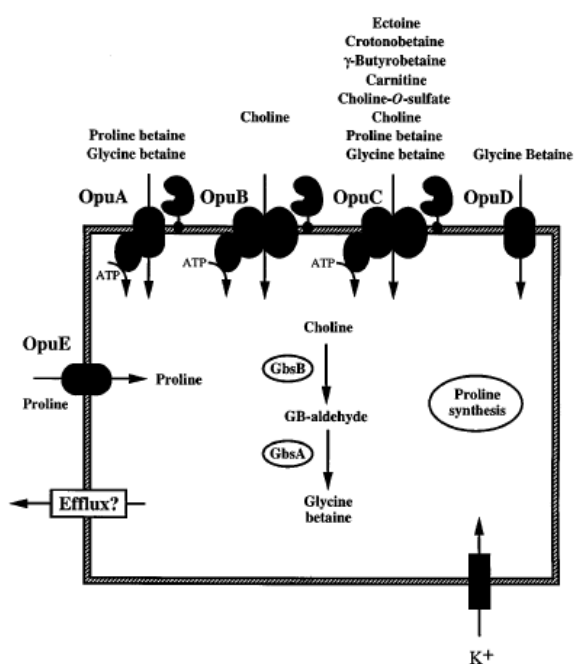 Ectoine
Crotonobetaine
γ-Butyrobetaine
Carnitine
Choline-O-sulfate
Choline
Proline betaine
Glycine betaine
Choline
Proline betaine
Glycine betaine
Glycine Betaine
OpuA
OpuB
OpuC
OpuD
ATP
ATP
ATP
OpuE
Proline
Proline
Choline
GbsB
GB-aldehyde
GbsA
Glycine
betaine
Proline
synthesis
Efflux?
K+